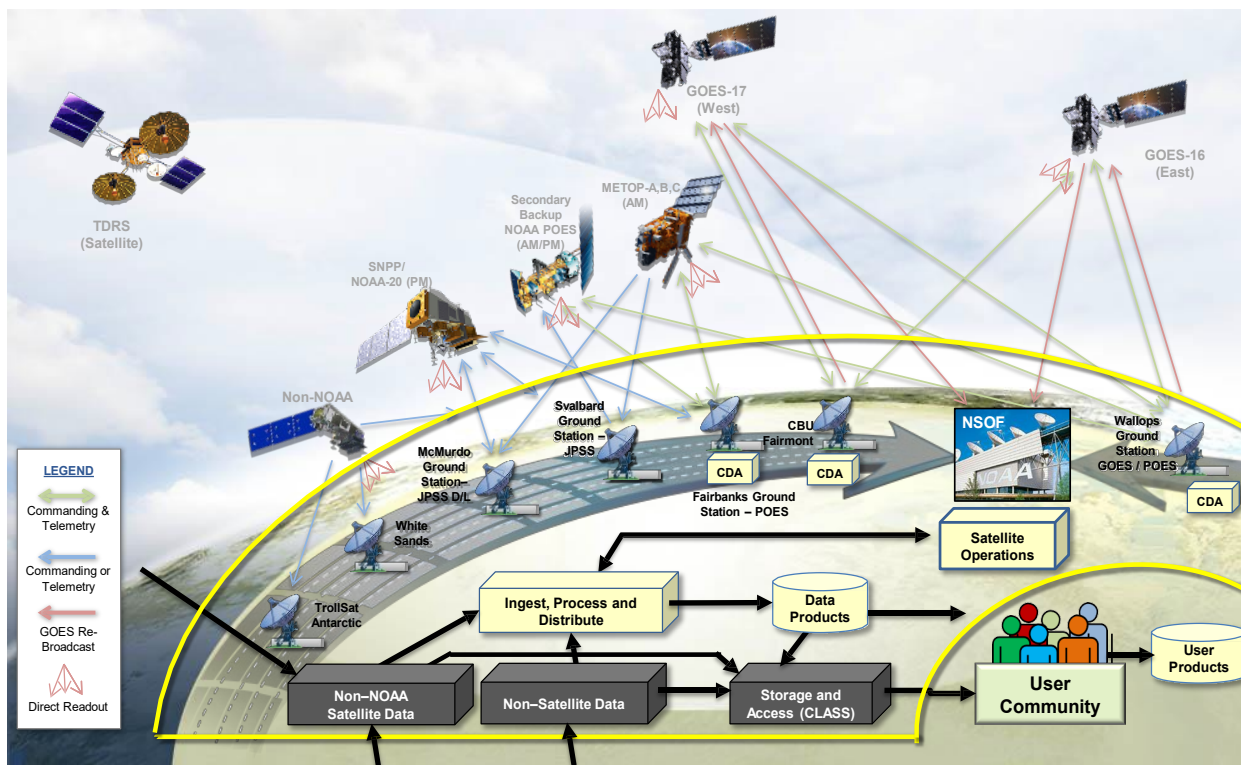 GOES-17
(West)
GOES-16
(East)
TDRS
(Satellite)
METOP-A,B,C
(AM)
Secondary
Backup
NOAA POES
(AM/PM)
SNPP/
NOAA-20 (PM)
Non-NOAA
LEGEND
Commanding &
Telemetry
Commanding or
Telemetry
GOES Re-
Broadcast
Direct Readout
Svalbard
Ground
Station –
JPSS
McMurdo
Ground
Station–
JPSS D/L
White
Sands
TrollSat
Antarctic
CDA
Fairbanks Ground
Station – POES
CBU
Fairmont
CDA
NSOF
NOAA
Wallops
Ground
Station
GOES / POES
CDA
Satellite
Operations
Ingest, Process and
Distribute
Data
Products
Non–NOAA
Satellite Data
Non–Satellite Data
Storage and
Access (CLASS)
User
Community
User
Products